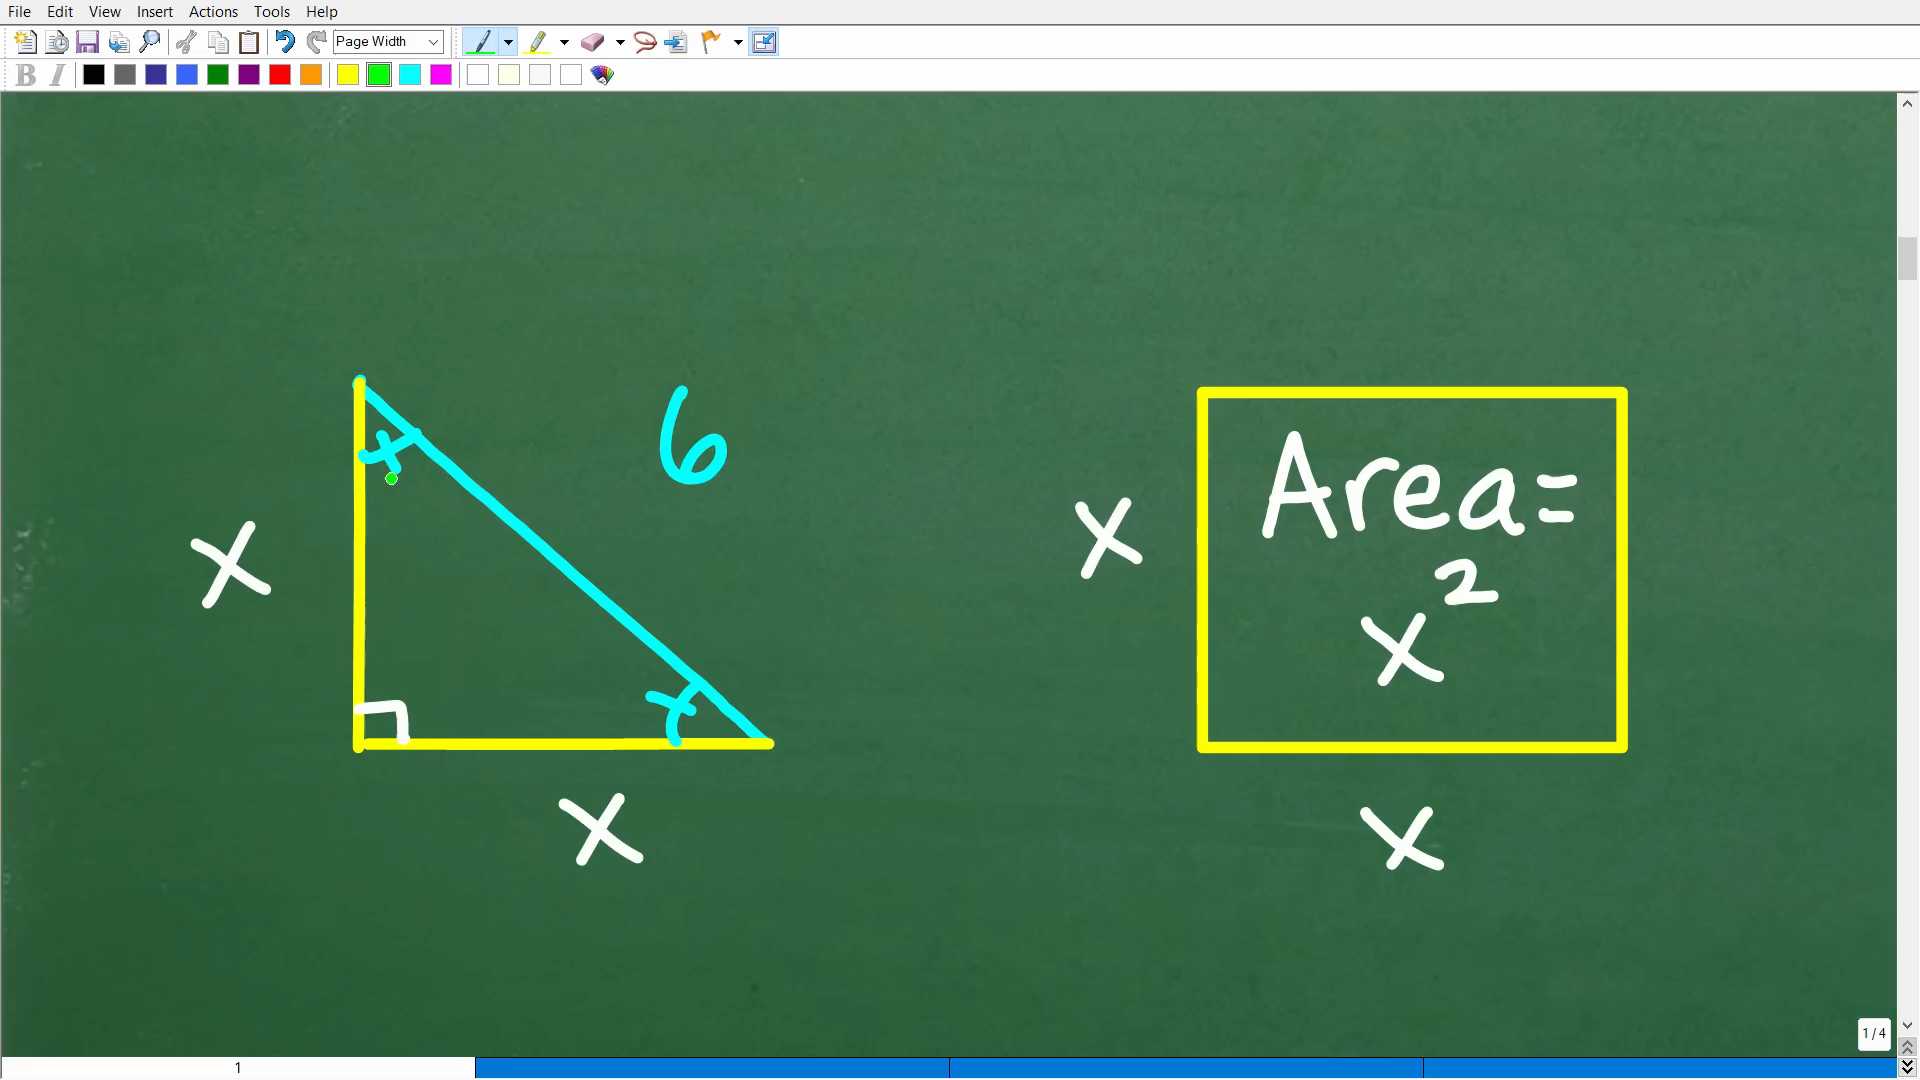 File Edit View Insert Actions Tools Help
Page Width
B I
6
x
x
Area=
x²
x
x
1 / 4
1